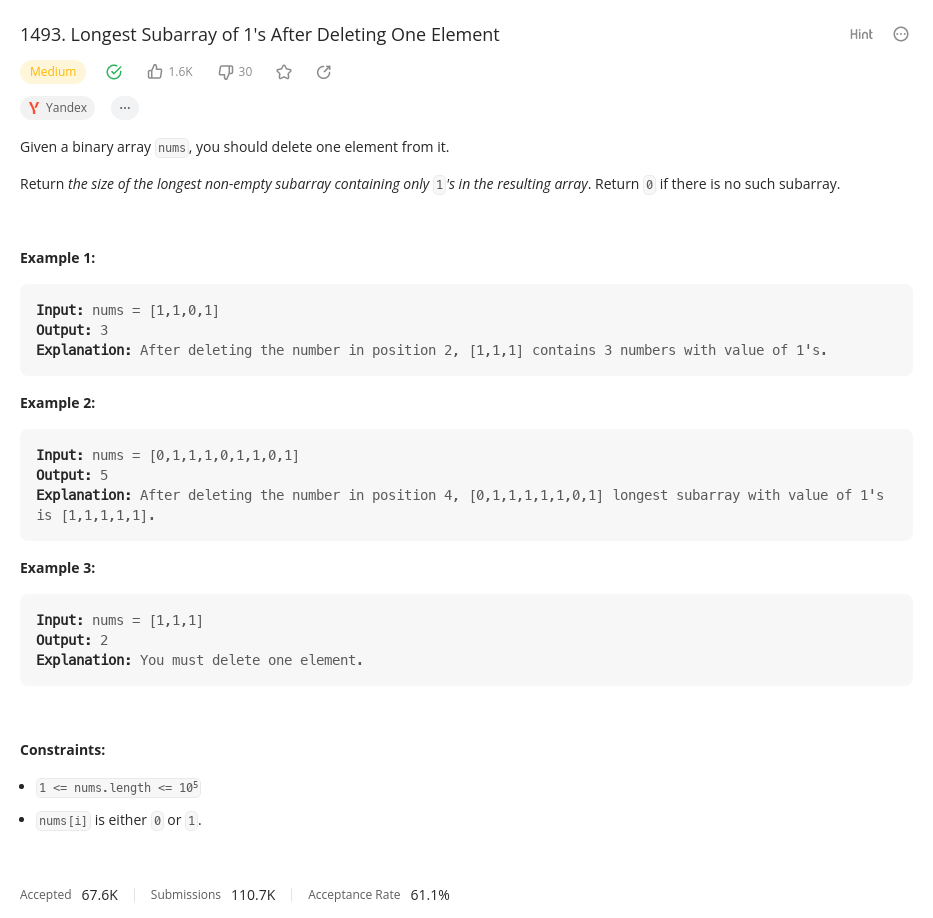 1493. Longest Subarray of 1's After Deleting One Element
Hint
Medium
1.6K
30
Yandex
Given a binary array nums, you should delete one element from it.
Return the size of the longest non-empty subarray containing only 1's in the resulting array. Return 0 if there is no such subarray.
Example 1:
Input: nums = [1,1,0,1]
Output: 3
Explanation: After deleting the number in position 2, [1,1,1] contains 3 numbers with value of 1's.
Example 2:
Input: nums = [0,1,1,1,0,1,1,0,1]
Output: 5
Explanation: After deleting the number in position 4, [0,1,1,1,1,1,0,1] longest subarray with value of 1's
is [1,1,1,1,1].
Example 3:
Input: nums = [1,1,1]
Output: 2
Explanation: You must delete one element.
Constraints:
1 <= nums.length <= 10⁵
nums[i] is either 0 or 1.
Accepted 67.6K Submissions 110.7K Acceptance Rate 61.1%